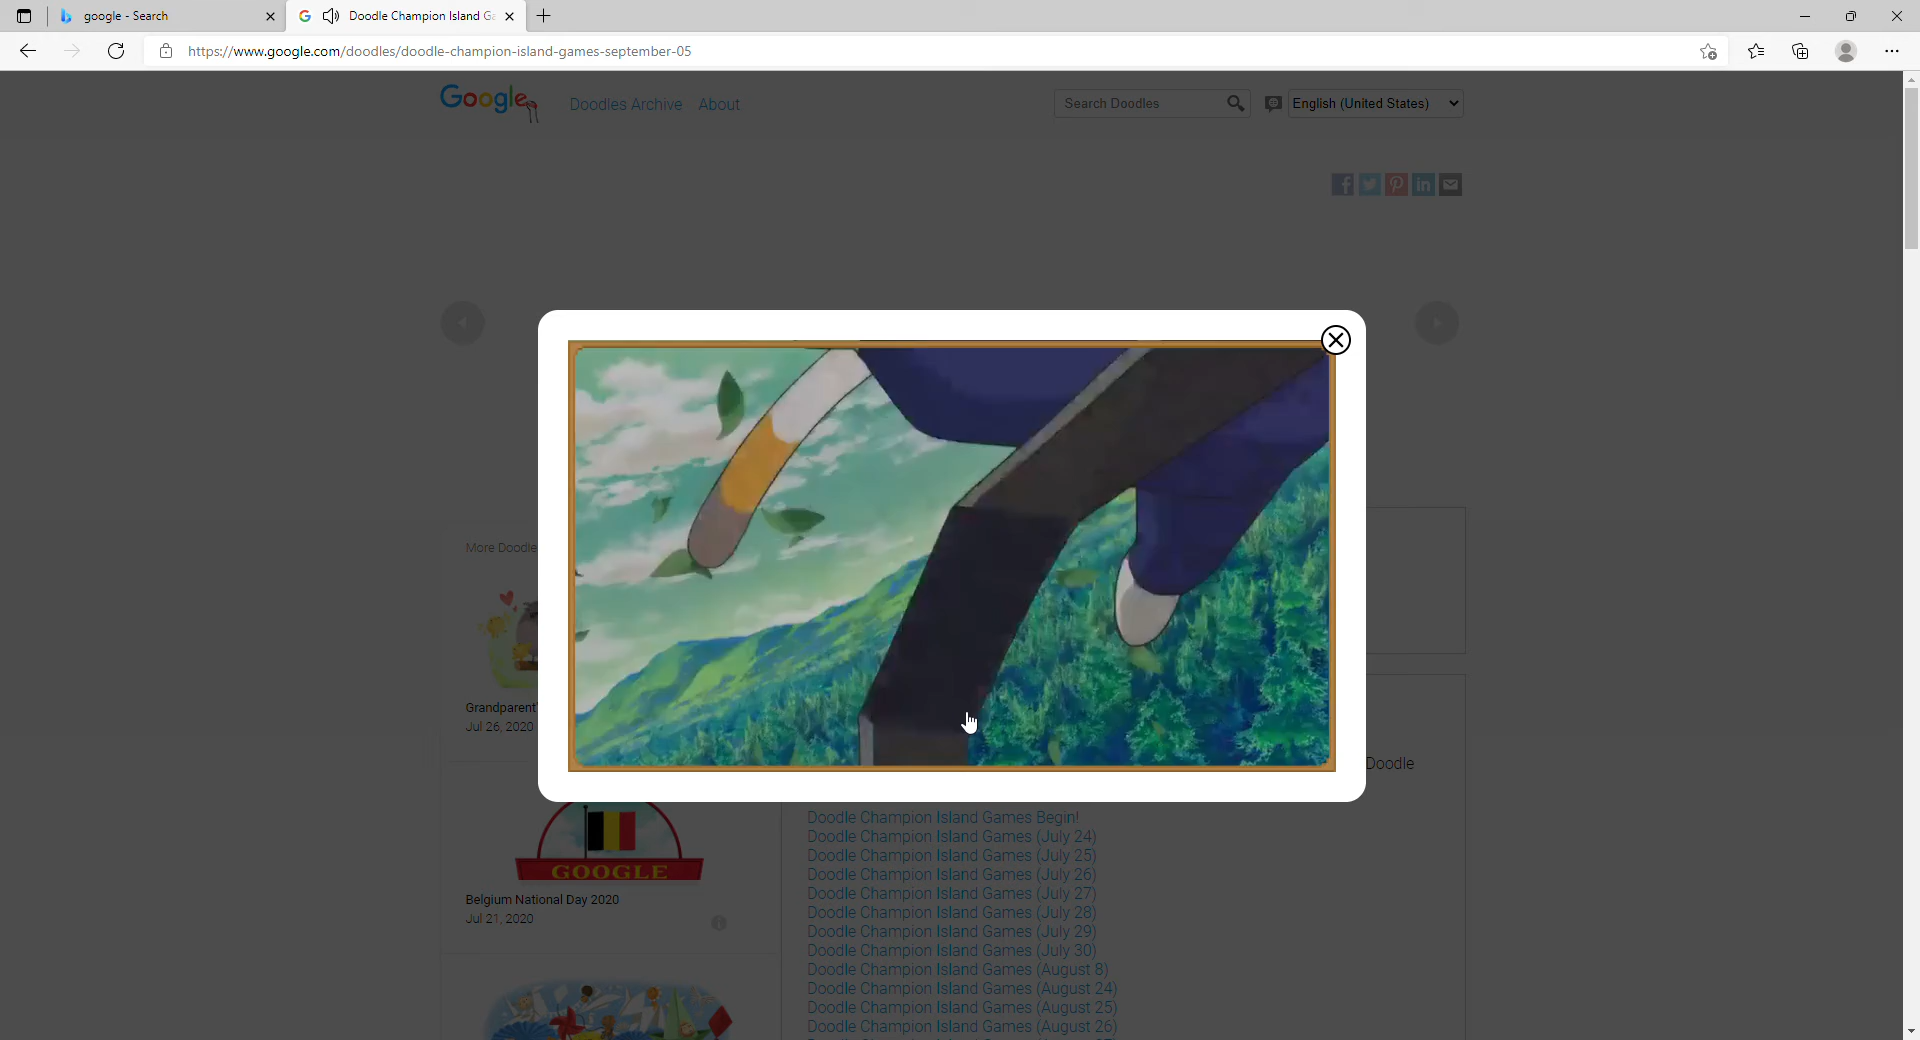 google - Search
Doodle Champion Island Ga
https://www.google.com/doodles/doodle-champion-island-games-september-05
Google
Doodles Archive
About
Search Doodles
English (United States)
More Doodle
Grandparent'
Jul 26, 2020
Doodle
GOOGLE
Belgium National Day 2020
Jul 21, 2020
Doodle Champion Island Games Begin!
Doodle Champion Island Games (July 24)
Doodle Champion Island Games (July 25)
Doodle Champion Island Games (July 26)
Doodle Champion Island Games (July 27)
Doodle Champion Island Games (July 28)
Doodle Champion Island Games (July 29)
Doodle Champion Island Games (July 30)
Doodle Champion Island Games (August 8)
Doodle Champion Island Games (August 24)
Doodle Champion Island Games (August 25)
Doodle Champion Island Games (August 26)